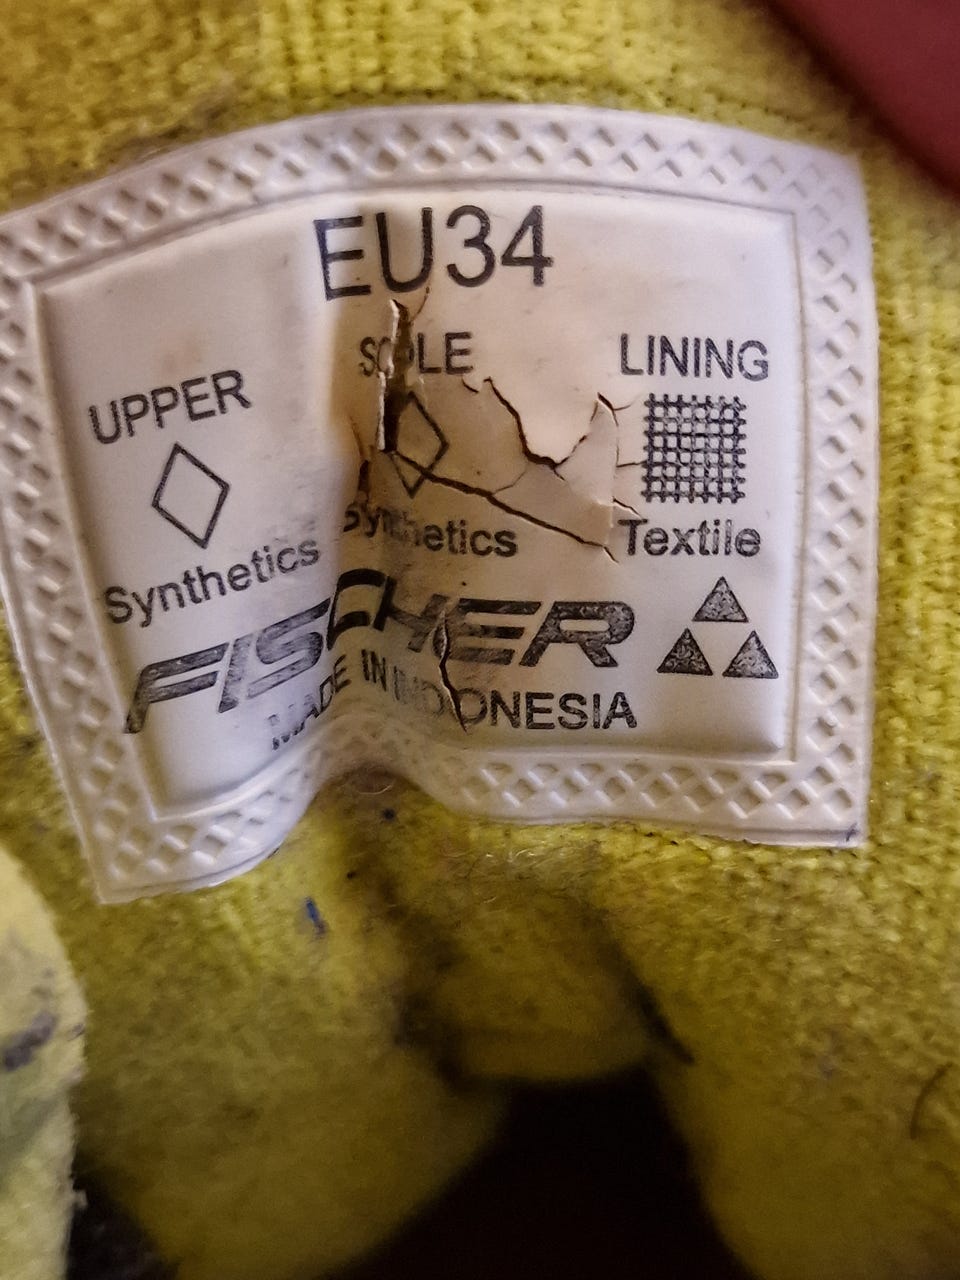 EU34
UPPER SOLE LINING
Synthetics Synthetics Textile
FISCHER
MADE IN INDONESIA